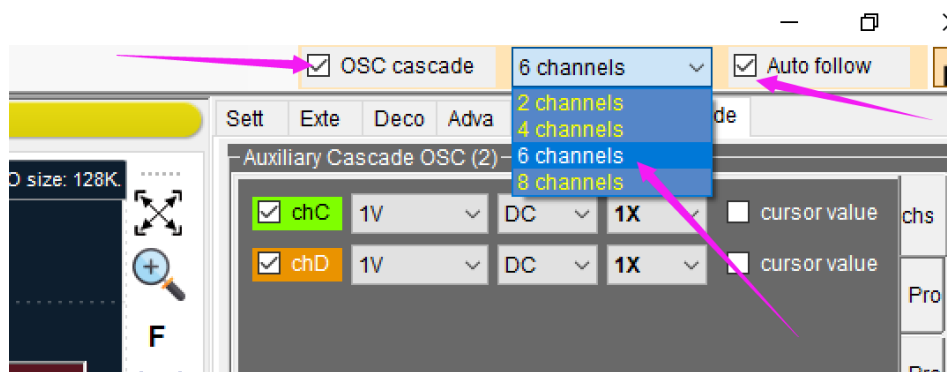 OSC cascade 6 channels Auto follow
2 channels
4 channels
6 channels
8 channels
Sett Exte Deco Adva de
Auxiliary Cascade OSC (2)
O size: 128K.
chC 1V DC 1X cursor value
chD 1V DC 1X cursor value
chs
Pro
F